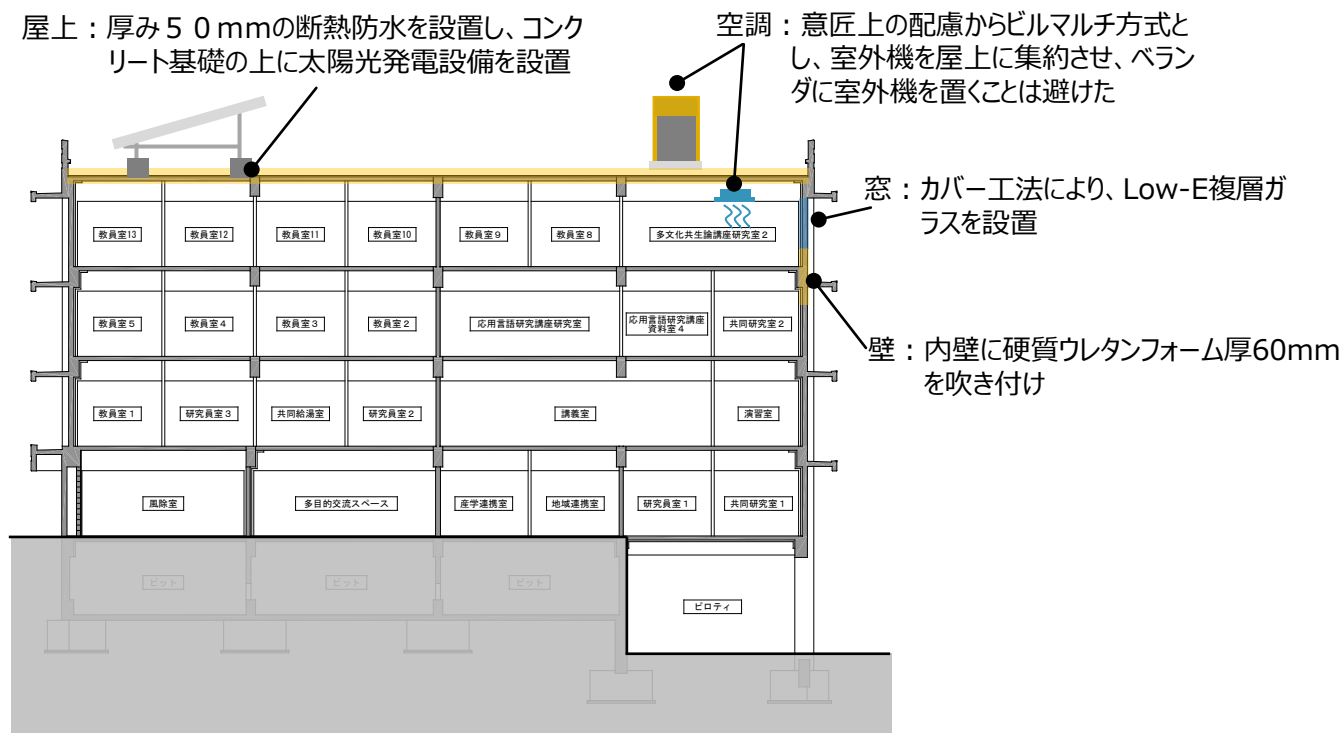 屋上：厚み５０mmの断熱防水を設置し、コンク
リート基礎の上に太陽光発電設備を設置
空調：意匠上の配慮からビルマルチ方式と
し、室外機を屋上に集約させ、ベラン
ダに室外機を置くことは避けた
窓：カバー工法により、Low-E複層ガ
ラスを設置
教員室13
教員室12
教員室11
教員室10
教員室９
教員室８
多文化共生論講座研究室２
教員室５
教員室４
教員室３
教員室２
応用言語研究講座研究室
応用言語研究講座
資料室４
共同研究室２
壁：内壁に硬質ウレタンフォーム厚60mm
を吹き付け
教員室１
研究員室３
共同給湯室
研究員室２
講義室
演習室
風除室
多目的交流スペース
産学連携室
地域連携室
研究員室１
共同研究室１
ピット
ピット
ピット
ピロティ